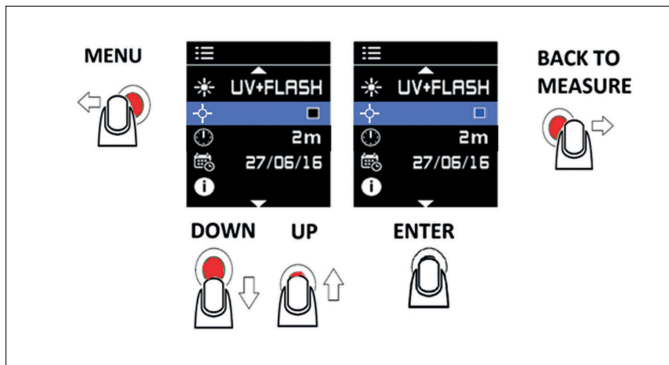 MENU
UV+FLASH
2m
27/06/16
UV+FLASH
2m
27/06/16
BACK TO
MEASURE
DOWN UP ENTER